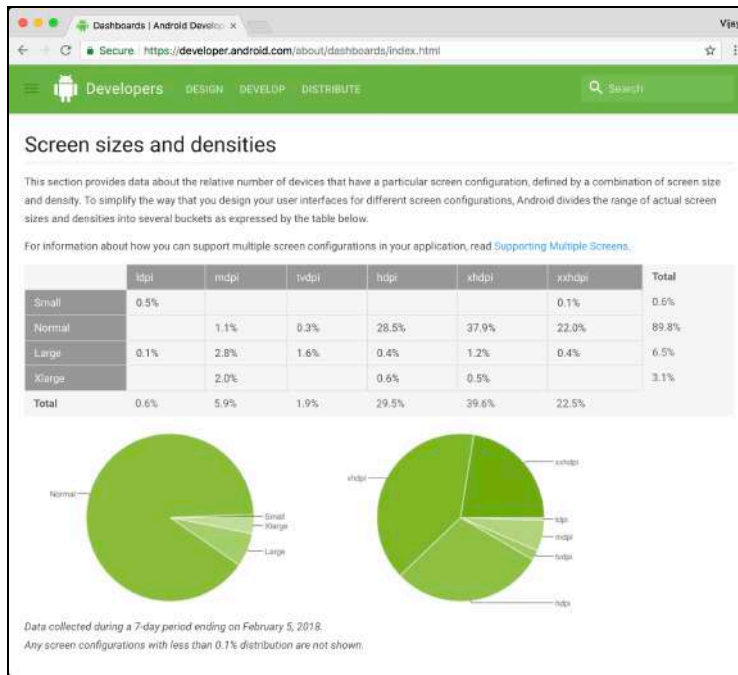 Dashboards | Android Develop
Vijay
Secure https://developer.android.com/about/dashboards/index.html
Developers DESIGN DEVELOP DISTRIBUTE Search
Screen sizes and densities
This section provides data about the relative number of devices that have a particular screen configuration, defined by a combination of screen size
and density. To simplify the way that you design your user interfaces for different screen configurations, Android divides the range of actual screen
sizes and densities into several buckets as expressed by the table below.
For information about how you can support multiple screen configurations in your application, read Supporting Multiple Screens.
ldpi mdpi tvdpi hdpi xhdpi xxhdpi Total
Small 0.5% 0.1% 0.6%
Normal 1.1% 0.3% 28.5% 37.9% 22.0% 89.8%
Large 0.1% 2.8% 1.6% 0.4% 1.2% 0.4% 6.5%
Xlarge 2.0% 0.6% 0.5% 3.1%
Total 0.6% 5.9% 1.9% 29.5% 39.6% 22.5%
Normal
Small
Xlarge
Large
xhdpi
xxhdpi
ldpi
mdpi
tvdpi
hdpi
Data collected during a 7-day period ending on February 5, 2018.
Any screen configurations with less than 0.1% distribution are not shown.